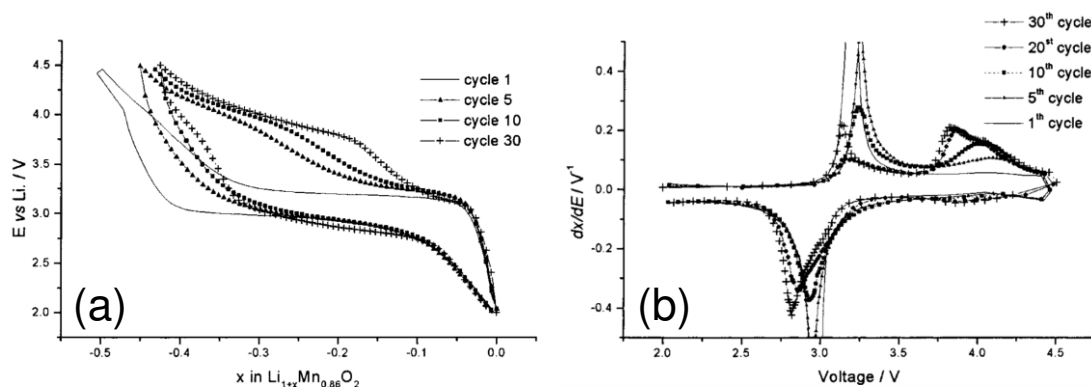 4.5
4.0
3.5
3.0
2.5
2.0
E vs Li. / V
cycle 1
cycle 5
cycle 10
cycle 30
(a)
-0.5 -0.4 -0.3 -0.2 -0.1 0.0
x in Li1+xMn0.86O2
30th cycle
20st cycle
10th cycle
5th cycle
1th cycle
0.4
0.2
0.0
-0.2
-0.4
dx/dE / V-1
(b)
2.0 2.5 3.0 3.5 4.0 4.5
Voltage / V